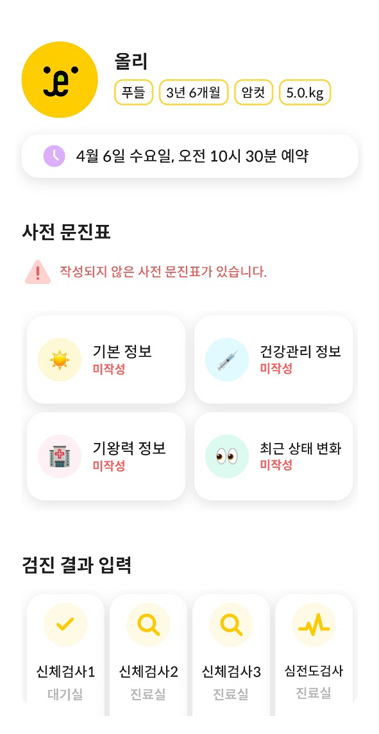 올리
푸들 3년 6개월 암컷 5.0.kg
4월 6일 수요일, 오전 10시 30분 예약
사전 문진표
작성되지 않은 사전 문진표가 있습니다.
기본 정보
미작성
건강관리 정보
미작성
기왕력 정보
미작성
최근 상태 변화
미작성
검진 결과 입력
신체검사1
대기실
신체검사2
진료실
신체검사3
진료실
심전도검사
진료실